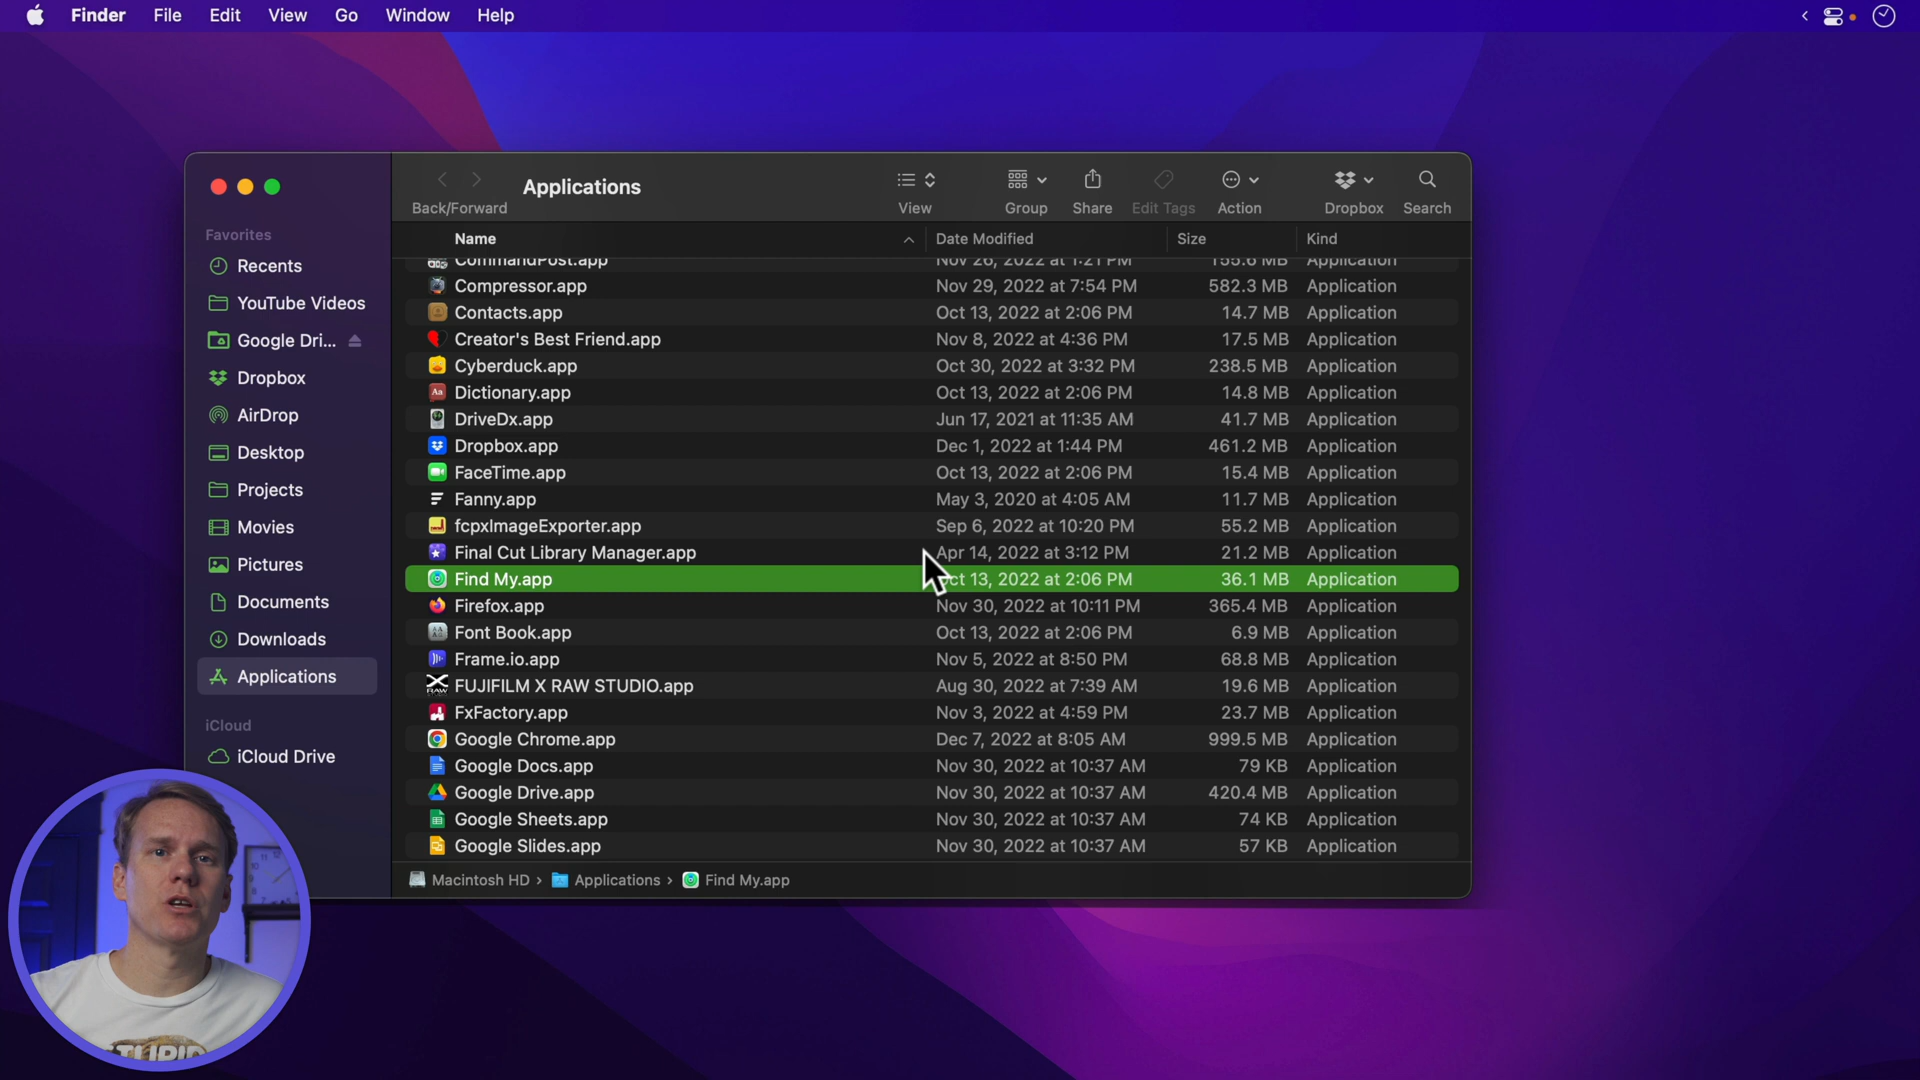 Finder File Edit View Go Window Help
Applications
Back/Forward View Group Share Edit Tags Action Dropbox Search
Favorites
Recents
YouTube Videos
Google Dri...
Dropbox
AirDrop
Desktop
Projects
Movies
Pictures
Documents
Downloads
Applications
iCloud
iCloud Drive
Name Date Modified Size Kind
CommandPost.app Nov 26, 2022 at 1:21 PM 155.6 MB Application
Compressor.app Nov 29, 2022 at 7:54 PM 582.3 MB Application
Contacts.app Oct 13, 2022 at 2:06 PM 14.7 MB Application
Creator's Best Friend.app Nov 8, 2022 at 4:36 PM 17.5 MB Application
Cyberduck.app Oct 30, 2022 at 3:32 PM 238.5 MB Application
Dictionary.app Oct 13, 2022 at 2:06 PM 14.8 MB Application
DriveDx.app Jun 17, 2021 at 11:35 AM 41.7 MB Application
Dropbox.app Dec 1, 2022 at 1:44 PM 461.2 MB Application
FaceTime.app Oct 13, 2022 at 2:06 PM 15.4 MB Application
Fanny.app May 3, 2020 at 4:05 AM 11.7 MB Application
fcpxImageExporter.app Sep 6, 2022 at 10:20 PM 55.2 MB Application
Final Cut Library Manager.app Apr 14, 2022 at 3:12 PM 21.2 MB Application
Find My.app Oct 13, 2022 at 2:06 PM 36.1 MB Application
Firefox.app Nov 30, 2022 at 10:11 PM 365.4 MB Application
Font Book.app Oct 13, 2022 at 2:06 PM 6.9 MB Application
Frame.io.app Nov 5, 2022 at 8:50 PM 68.8 MB Application
FUJIFILM X RAW STUDIO.app Aug 30, 2022 at 7:39 AM 19.6 MB Application
FxFactory.app Nov 3, 2022 at 4:59 PM 23.7 MB Application
Google Chrome.app Dec 7, 2022 at 8:05 AM 999.5 MB Application
Google Docs.app Nov 30, 2022 at 10:37 AM 79 KB Application
Google Drive.app Nov 30, 2022 at 10:37 AM 420.4 MB Application
Google Sheets.app Nov 30, 2022 at 10:37 AM 74 KB Application
Google Slides.app Nov 30, 2022 at 10:37 AM 57 KB Application
Macintosh HD › Applications › Find My.app
STUPID